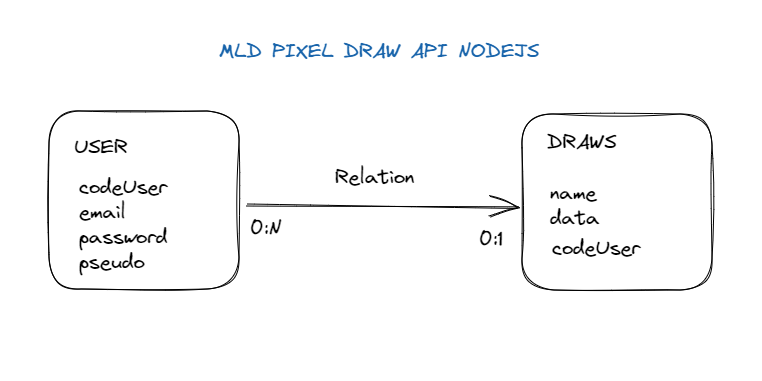 MLD PIXEL DRAW API NODEJS
USER
codeUser
email
password
pseudo
Relation
0:N
0:1
DRAWS
name
data
codeUser